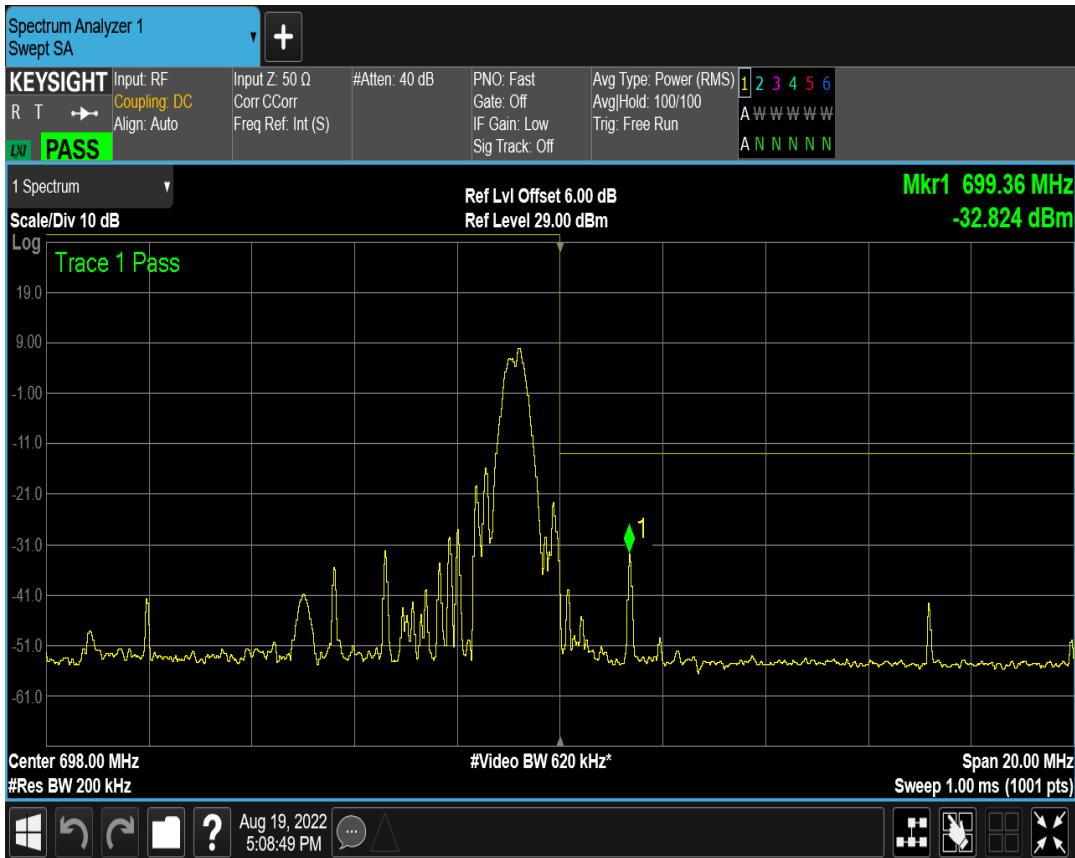 Spectrum Analyzer 1
Swept SA
+
KEYSIGHT
R T
LXI PASS
Input: RF
Coupling: DC
Align: Auto
Input Z: 50 Ω
Corr CCorr
Freq Ref: Int (S)
#Atten: 40 dB
PNO: Fast
Gate: Off
IF Gain: Low
Sig Track: Off
Avg Type: Power (RMS)
Avg|Hold: 100/100
Trig: Free Run
1 2 3 4 5 6
A W W W W W
A N N N N N
1 Spectrum
Scale/Div 10 dB
Ref Lvl Offset 6.00 dB
Ref Level 29.00 dBm
Mkr1 699.36 MHz
-32.824 dBm
Log
Trace 1 Pass
19.0
9.00
-1.00
-11.0
-21.0
-31.0
-41.0
-51.0
-61.0
1
Center 698.00 MHz
#Res BW 200 kHz
#Video BW 620 kHz*
Span 20.00 MHz
Sweep 1.00 ms (1001 pts)
?
Aug 19, 2022
5:08:49 PM